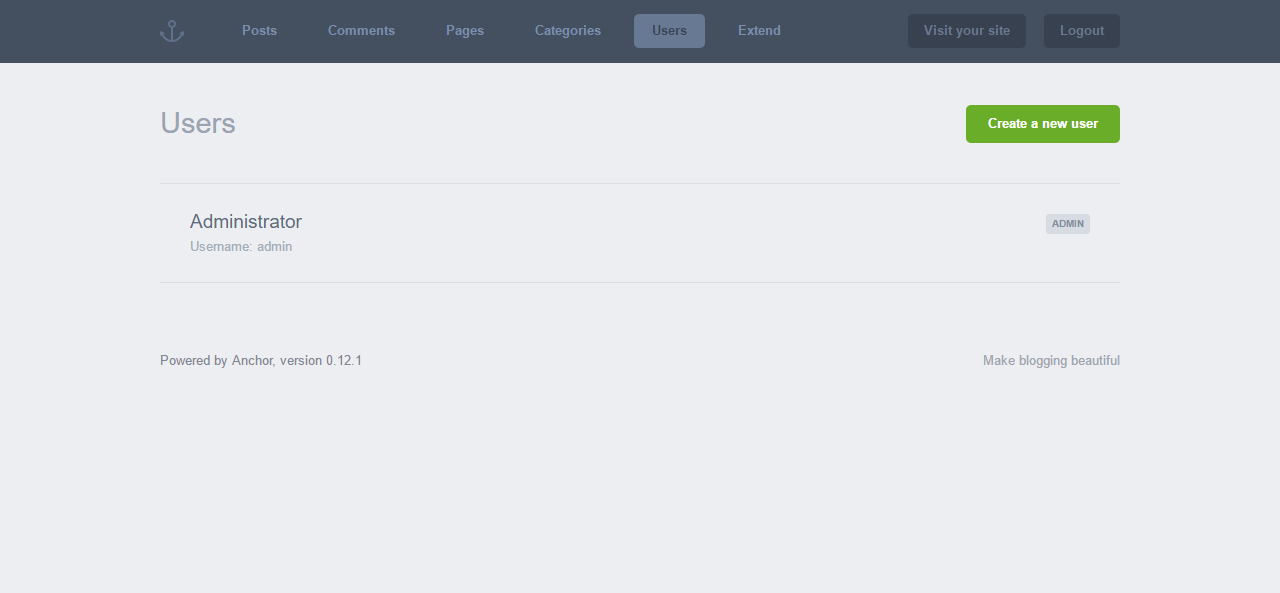 Posts Comments Pages Categories Users Extend Visit your site Logout
Users Create a new user
Administrator ADMIN
Username: admin
Powered by Anchor, version 0.12.1 Make blogging beautiful